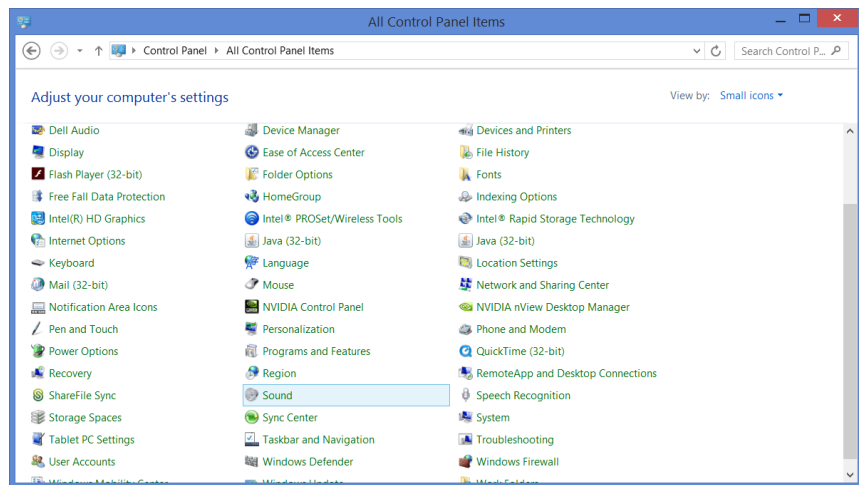 All Control Panel Items
Control Panel All Control Panel Items Search Control P...
Adjust your computer's settings View by: Small icons
Dell Audio Device Manager Devices and Printers
Display Ease of Access Center File History
Flash Player (32-bit) Folder Options Fonts
Free Fall Data Protection HomeGroup Indexing Options
Intel(R) HD Graphics Intel® PROSet/Wireless Tools Intel® Rapid Storage Technology
Internet Options Java (32-bit) Java (32-bit)
Keyboard Language Location Settings
Mail (32-bit) Mouse Network and Sharing Center
Notification Area Icons NVIDIA Control Panel NVIDIA nView Desktop Manager
Pen and Touch Personalization Phone and Modem
Power Options Programs and Features QuickTime (32-bit)
Recovery Region RemoteApp and Desktop Connections
ShareFile Sync Sound Speech Recognition
Storage Spaces Sync Center System
Tablet PC Settings Taskbar and Navigation Troubleshooting
User Accounts Windows Defender Windows Firewall
Windows Mobility Center Windows Update Work Folders